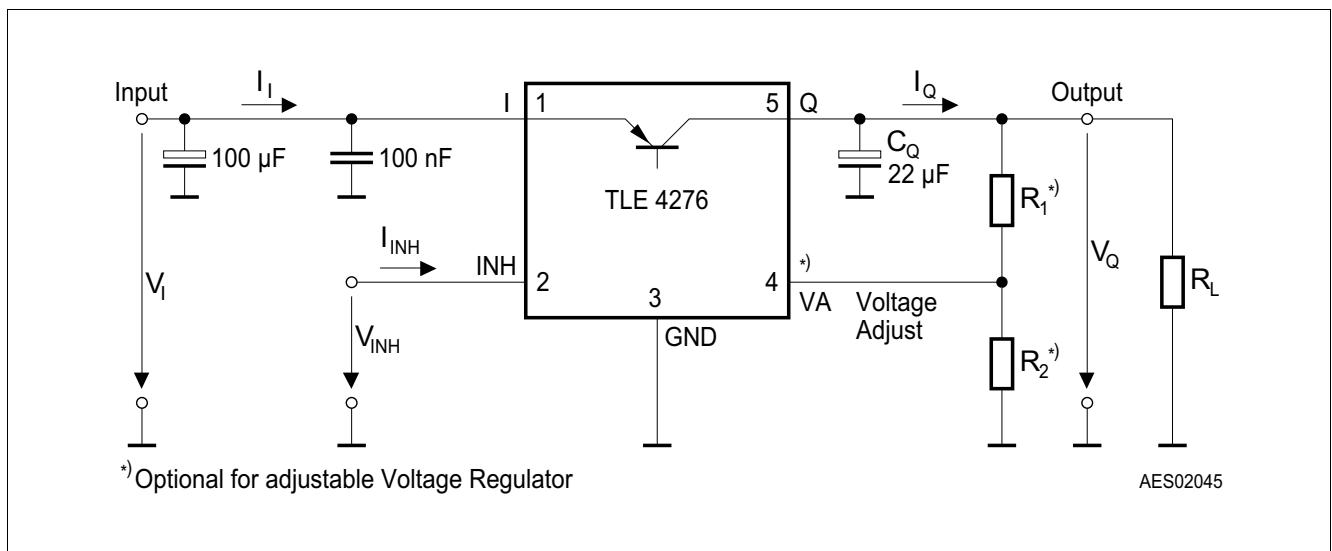 Input
I_I
I 1
5 Q
I_Q
Output
100 µF
100 nF
TLE 4276
C_Q
22 µF
R_1*)
V_I
I_INH
INH 2
3
GND
4 *)
VA Voltage
Adjust
V_INH
R_2*)
V_Q
R_L
*)Optional for adjustable Voltage Regulator
AES02045